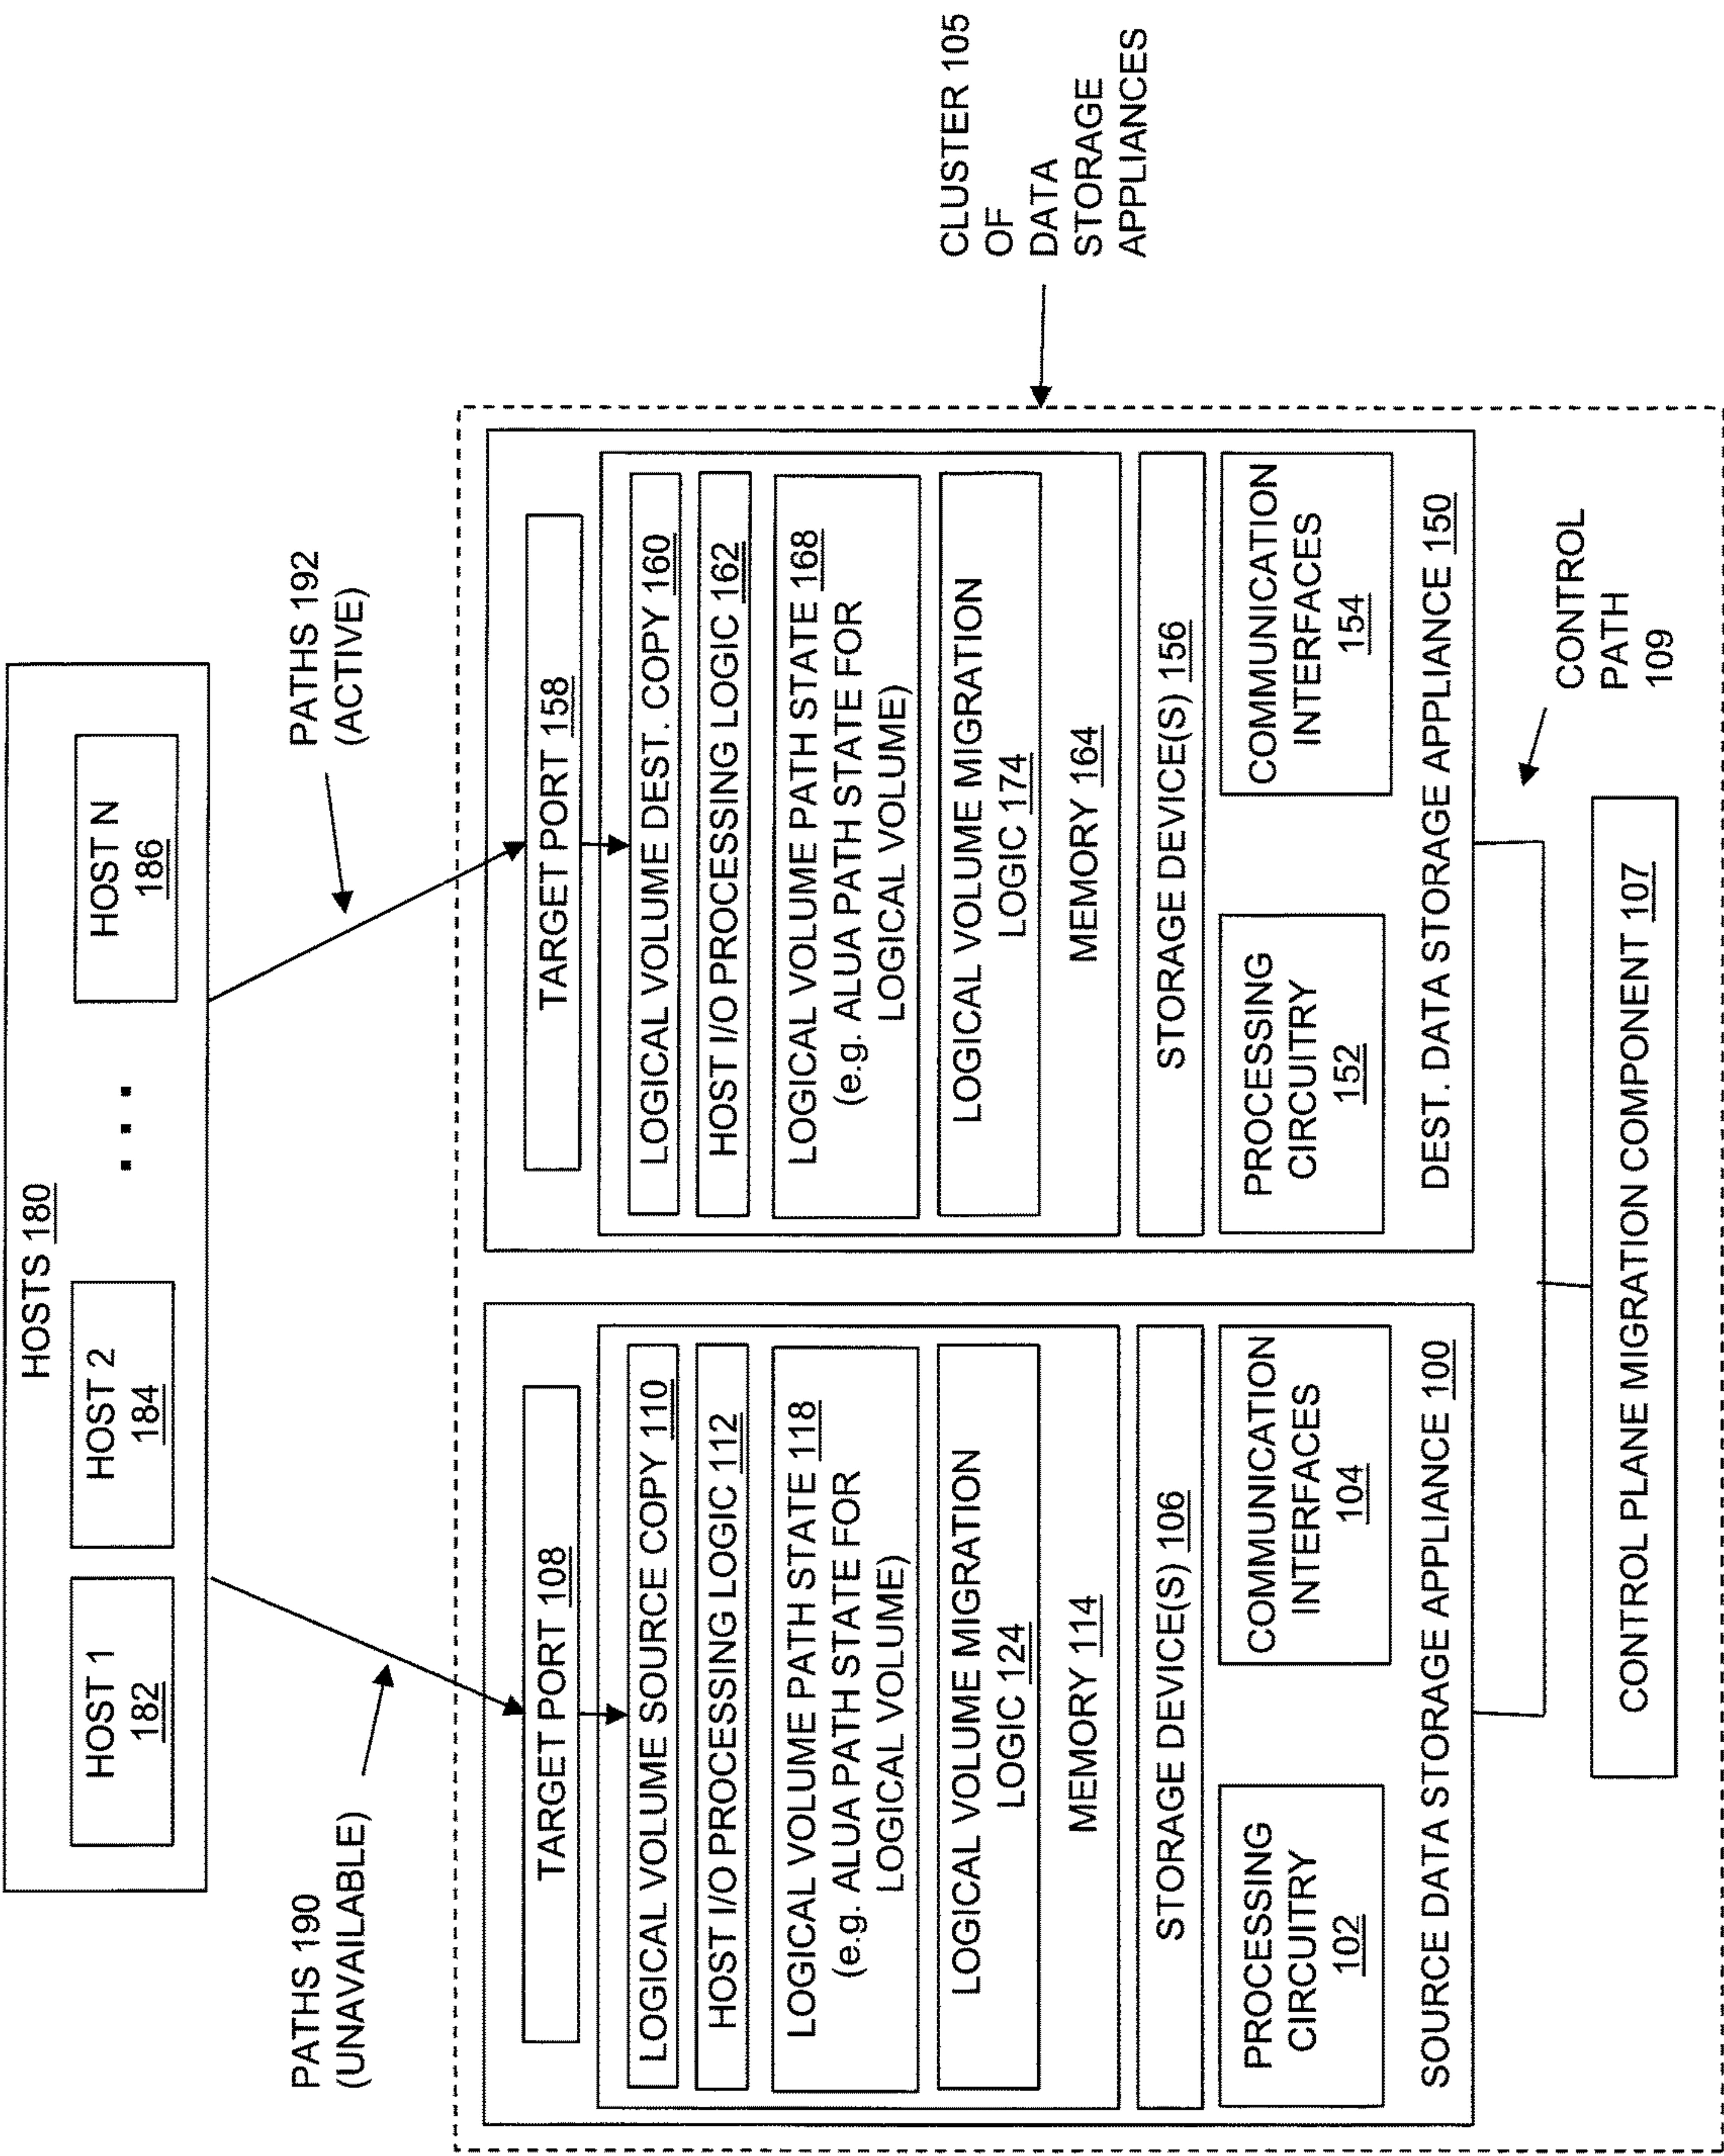 HOSTS 180
HOST 1
182
HOST 2
184
...
HOST N
186
PATHS 190
(UNAVAILABLE)
PATHS 192
(ACTIVE)
TARGET PORT 108
LOGICAL VOLUME SOURCE COPY 110
HOST I/O PROCESSING LOGIC 112
LOGICAL VOLUME PATH STATE 118
(e.g. ALUA PATH STATE FOR
LOGICAL VOLUME)
LOGICAL VOLUME MIGRATION
LOGIC 124
MEMORY 114
STORAGE DEVICE(S) 106
PROCESSING
CIRCUITRY
102
COMMUNICATION
INTERFACES
104
SOURCE DATA STORAGE APPLIANCE 100
TARGET PORT 158
LOGICAL VOLUME DEST. COPY 160
HOST I/O PROCESSING LOGIC 162
LOGICAL VOLUME PATH STATE 168
(e.g. ALUA PATH STATE FOR
LOGICAL VOLUME)
LOGICAL VOLUME MIGRATION
LOGIC 174
MEMORY 164
STORAGE DEVICE(S) 156
PROCESSING
CIRCUITRY
152
COMMUNICATION
INTERFACES
154
DEST. DATA STORAGE APPLIANCE 150
CLUSTER 105
OF
DATA
STORAGE
APPLIANCES
CONTROL
PATH
109
CONTROL PLANE MIGRATION COMPONENT 107